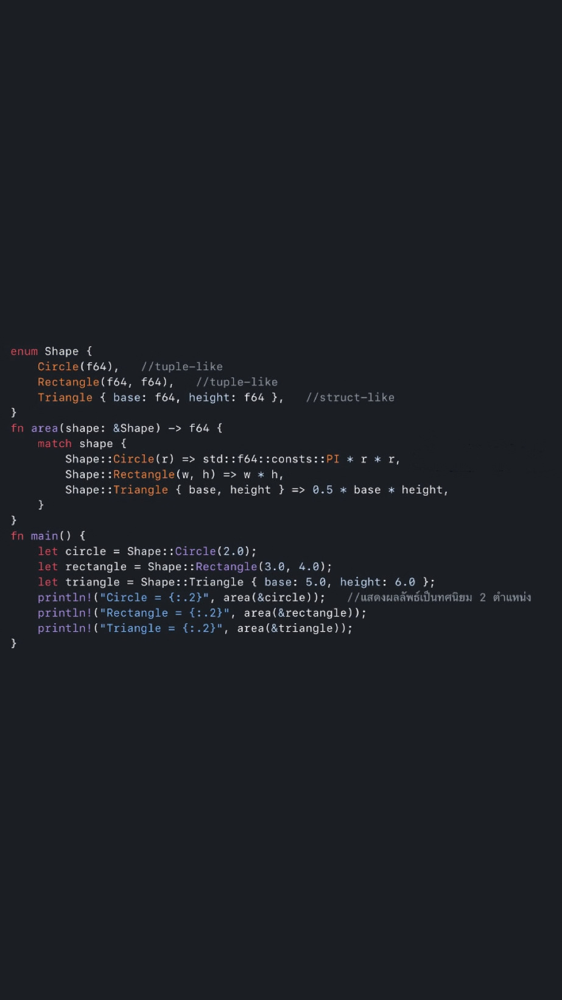 enum Shape {
    Circle(f64),   //tuple-like
    Rectangle(f64, f64),   //tuple-like
    Triangle { base: f64, height: f64 },   //struct-like
}
fn area(shape: &Shape) -> f64 {
    match shape {
        Shape::Circle(r) => std::f64::consts::PI * r * r,
        Shape::Rectangle(w, h) => w * h,
        Shape::Triangle { base, height } => 0.5 * base * height,
    }
}
fn main() {
    let circle = Shape::Circle(2.0);
    let rectangle = Shape::Rectangle(3.0, 4.0);
    let triangle = Shape::Triangle { base: 5.0, height: 6.0 };
    println!("Circle = {:.2}", area(&circle));   //แสดงผลลัพธ์เป็นทศนิยม 2 ตำแหน่ง
    println!("Rectangle = {:.2}", area(&rectangle));
    println!("Triangle = {:.2}", area(&triangle));
}